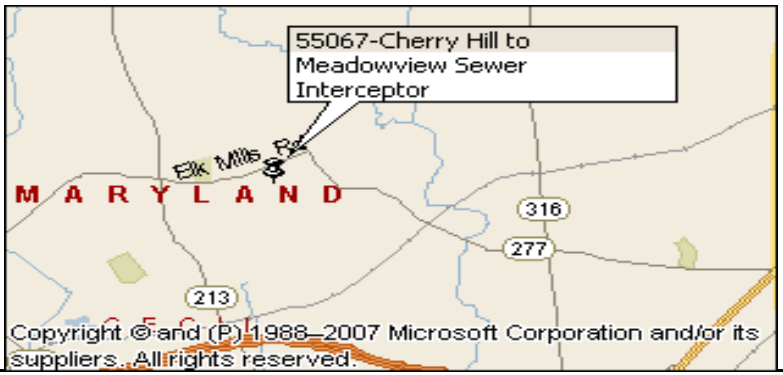 55067-Cherry Hill to
Meadowview Sewer
Interceptor
Elk Mills Rd
MARYLAND
316
277
213
CECIL
Copyright © and (P) 1988–2007 Microsoft Corporation and/or its
suppliers. All rights reserved.